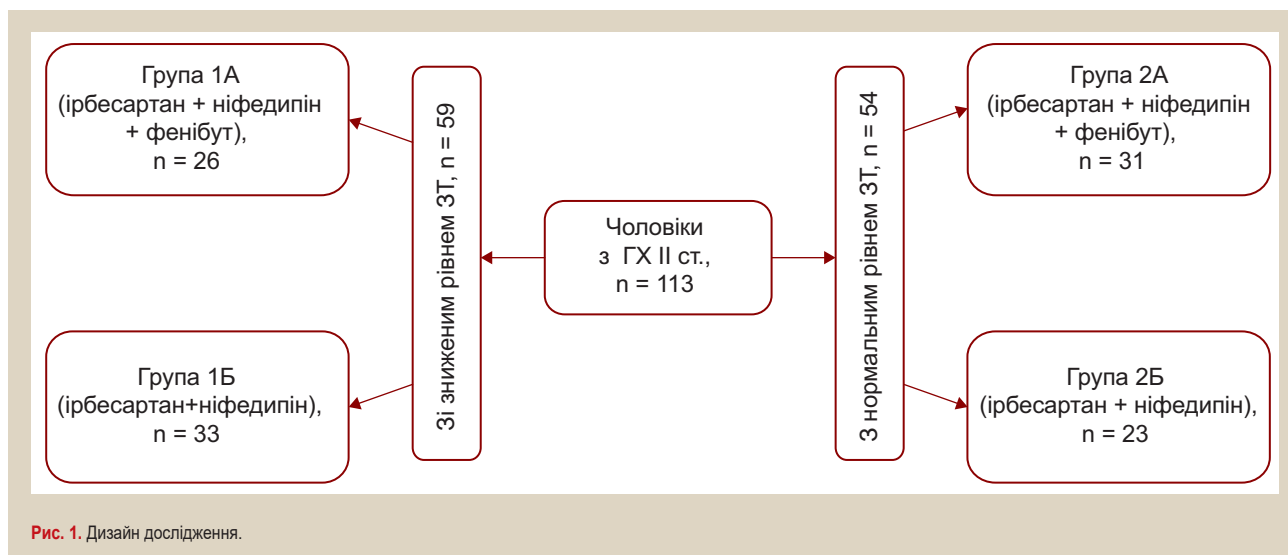 Група 1А
(ірбесартан + ніфедипін
+ фенібут),
n = 26
Група 1Б
(ірбесартан+ніфедипін),
n = 33
Зі зниженим рівнем ЗТ, n = 59
Чоловіки
з ГХ ІІ ст.,
n = 113
З нормальним рівнем ЗТ, n = 54
Група 2А
(ірбесартан + ніфедипін
+ фенібут),
n = 31
Група 2Б
(ірбесартан + ніфедипін),
n = 23
Рис. 1. Дизайн дослідження.